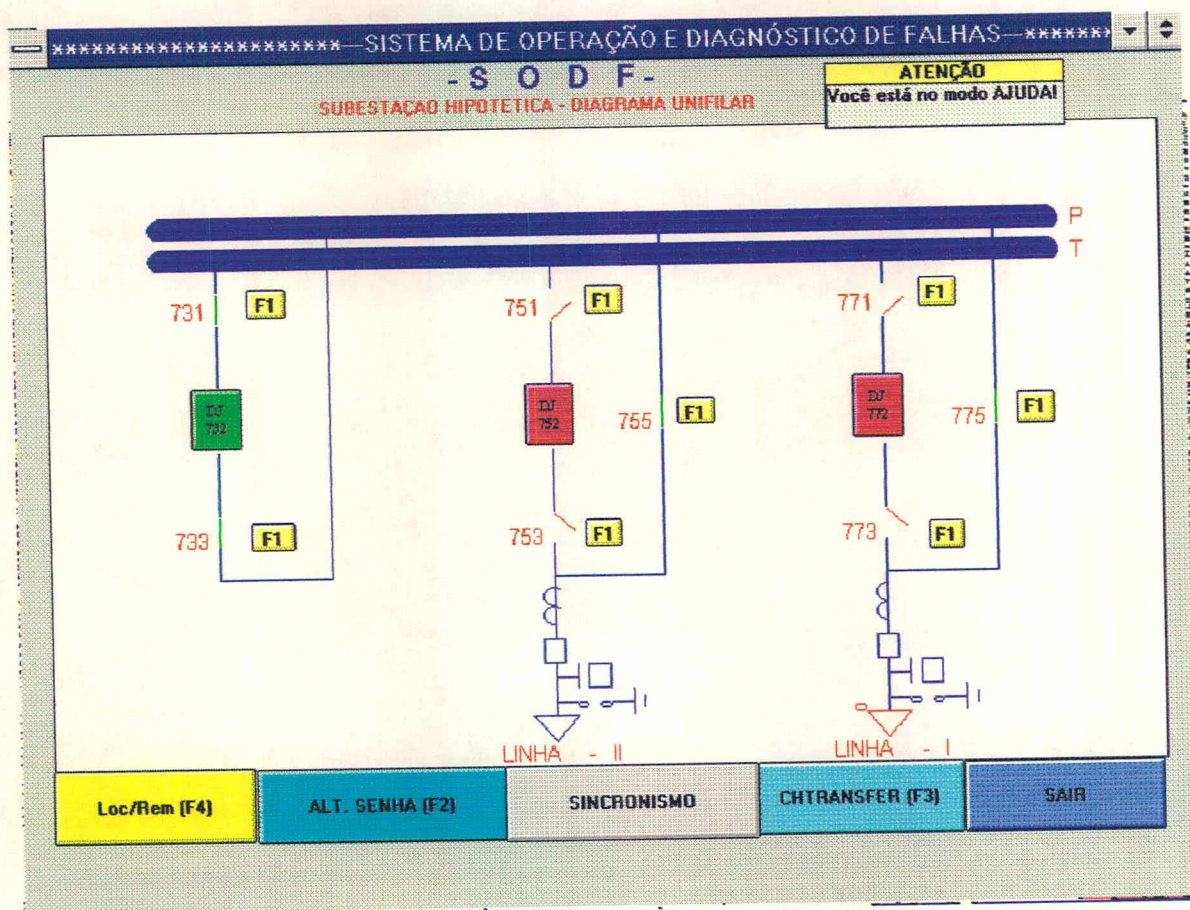 **********************—SISTEMA DE OPERAÇÃO E DIAGNÓSTICO DE FALHAS—******
- S O D F -
SUBESTAÇAO HIPOTETICA - DIAGRAMA UNIFILAR
ATENÇÃO
Você está no modo AJUDA!
P
T
731 F1 751 F1 771 F1
DJ 732 DJ 752 755 F1 DJ 772 775 F1
733 F1 753 F1 773 F1
LINHA - II LINHA - I
Loc/Rem (F4) ALT. SENHA (F2) SINCRONISMO CHTRANSFER (F3) SAIR